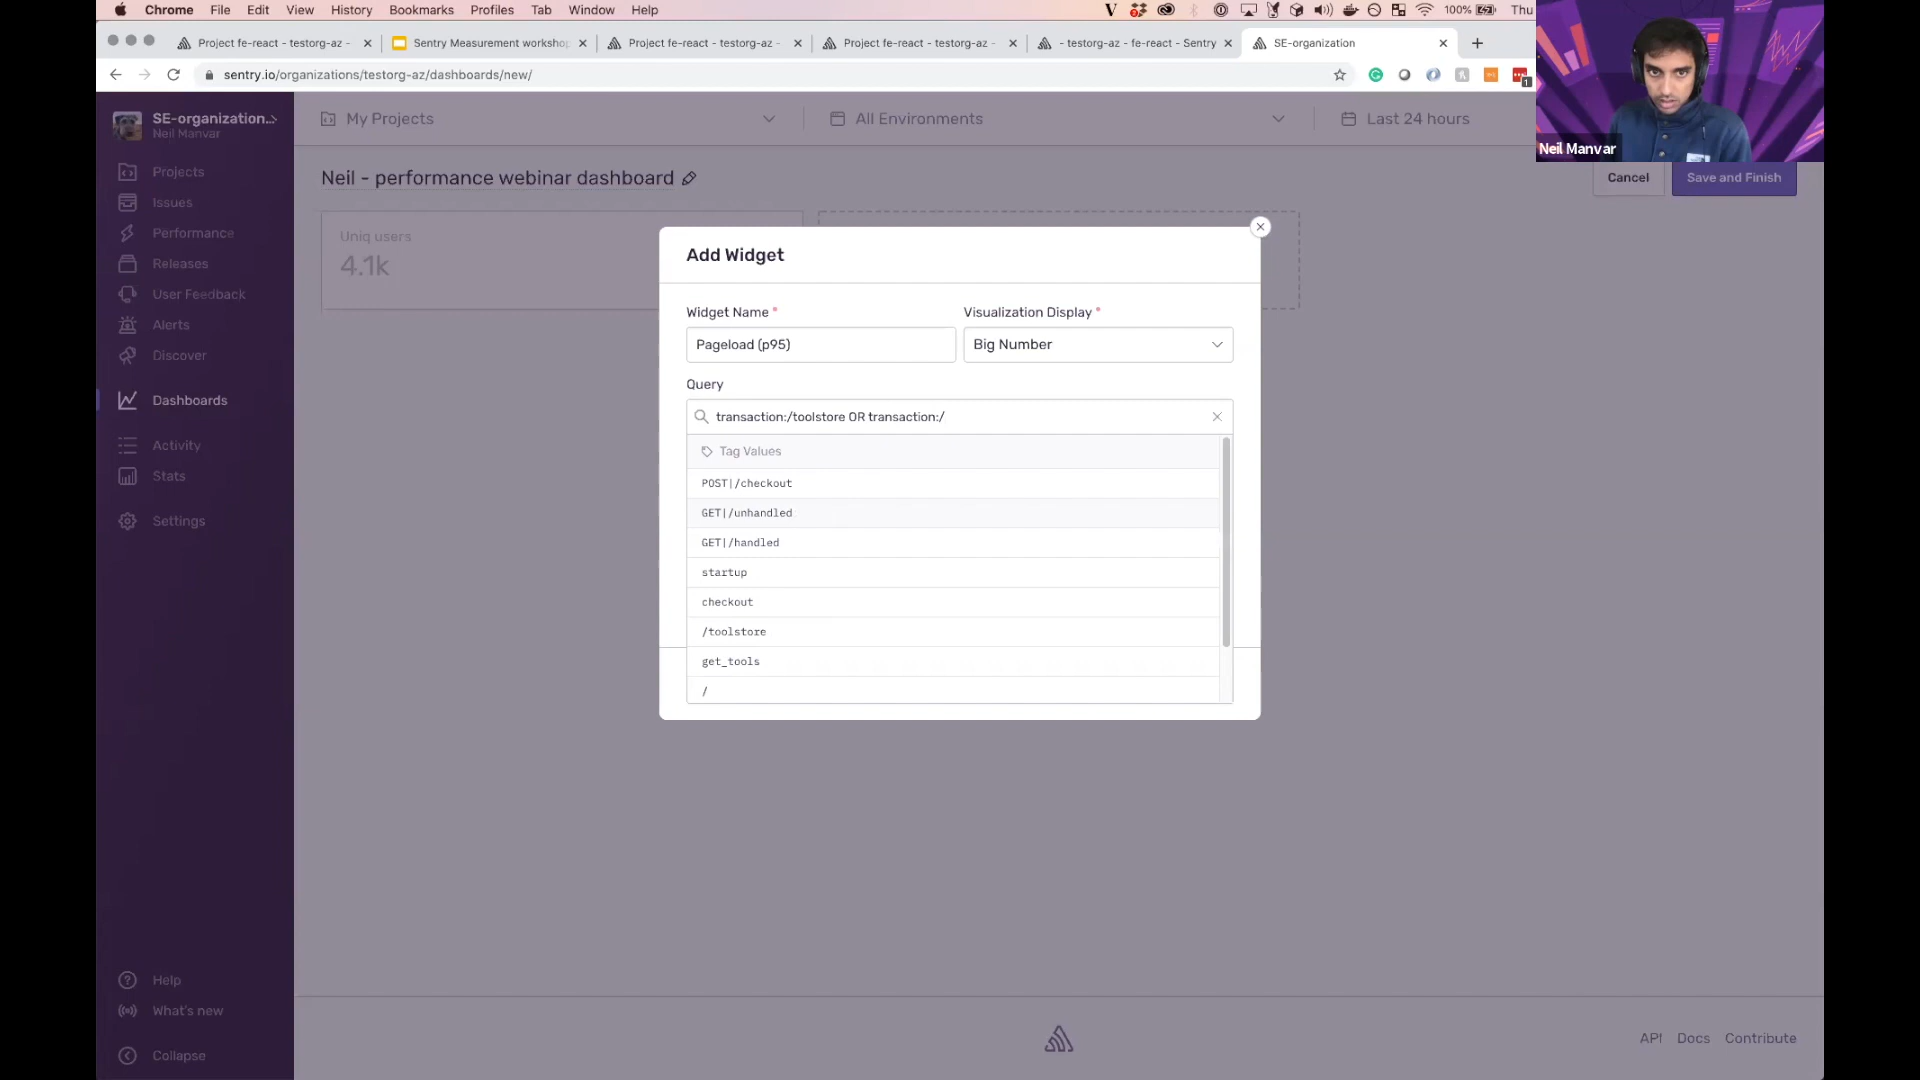 Chrome File Edit View History Bookmarks Profiles Tab Window Help 100% Thu
Project fe-react - testorg-az -
Sentry Measurement workshop
Project fe-react - testorg-az -
Project fe-react - testorg-az -
- testorg-az - fe-react - Sentry
SE-organization
sentry.io/organizations/testorg-az/dashboards/new/
SE-organization...
Neil Manvar
My Projects
All Environments
Last 24 hours
Neil Manvar
Projects
Issues
Performance
Releases
User Feedback
Alerts
Discover
Dashboards
Activity
Stats
Settings
Help
What's new
Collapse
Neil - performance webinar dashboard
Cancel
Save and Finish
Uniq users
4.1k
Add Widget
Widget Name *
Visualization Display *
Pageload (p95)
Big Number
Query
transaction:/toolstore OR transaction:/
Tag Values
POST|/checkout
GET|/unhandled
GET|/handled
startup
checkout
/toolstore
get_tools
/
API Docs Contribute